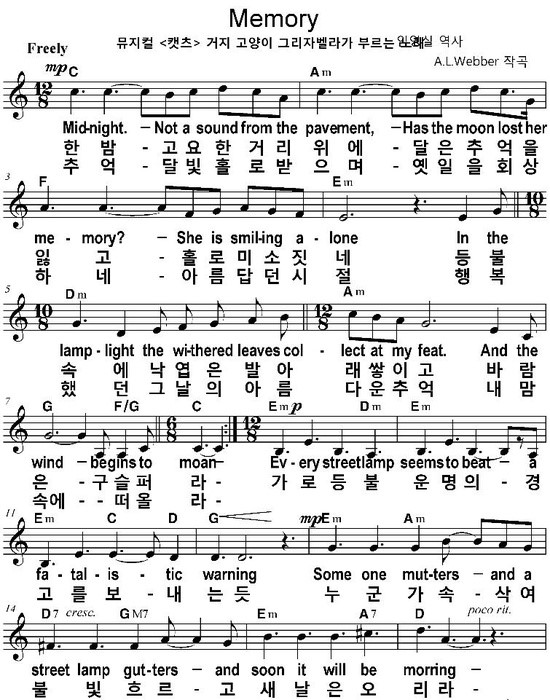 Memory
Freely
뮤지컬 <캣츠> 거지 고양이 그리자벨라가 부르는 노래
역사
A.L.Webber 작곡
mp C Am
12 8
Mid-night. – Not a sound from the pavement, – Has the moon lost her
한 밤 - 고 요 한 거 리 위 에 - 달 은 추 억 을
추 억 - 달 빛 홀 로 받 으 며 - 옛 일 을 회 상
3 F Em
10 8
me - mory? – She is smil-ing a - lone In the
잃 고 - 홀 로 미 소 짓 네 등 불
하 네 - 아 름 답 던 시 절 행 복
5 Dm Am
10 8 12 8
lamp-light the wi-thered leaves col - lect at my feat. And the
속 에 낙 엽 은 발 아 래 쌓 이 고 바 람
했 던 그 날 의 아 름 다 운 추 억 내 맘
7 G F/G C Em p Dm Em
6 8 12 8
wind – begins to moan– Ev-ery streetlamp seems to beat – a
은 - 구 슬 퍼 라 - 가 로 등 불 운 명 의 - 경
속에 - - 떠 올 라 -
11 Em C D G mp Em Am
fa - tal - is - tic warning Some one mut-ters – and a
고 를 보 - 내 는 듯 누 군 가 속 - 삭 여
14 D7 cresc. GM7 Em A7 D poco rit.
street lamp gut-ters – and soon it will be morring –
불 빛 흐 르 - 고 새 날 은 오 리 라 -